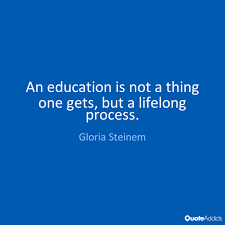 An education is not a thing
one gets, but a lifelong
process.
Gloria Steinem
QuoteAddicts